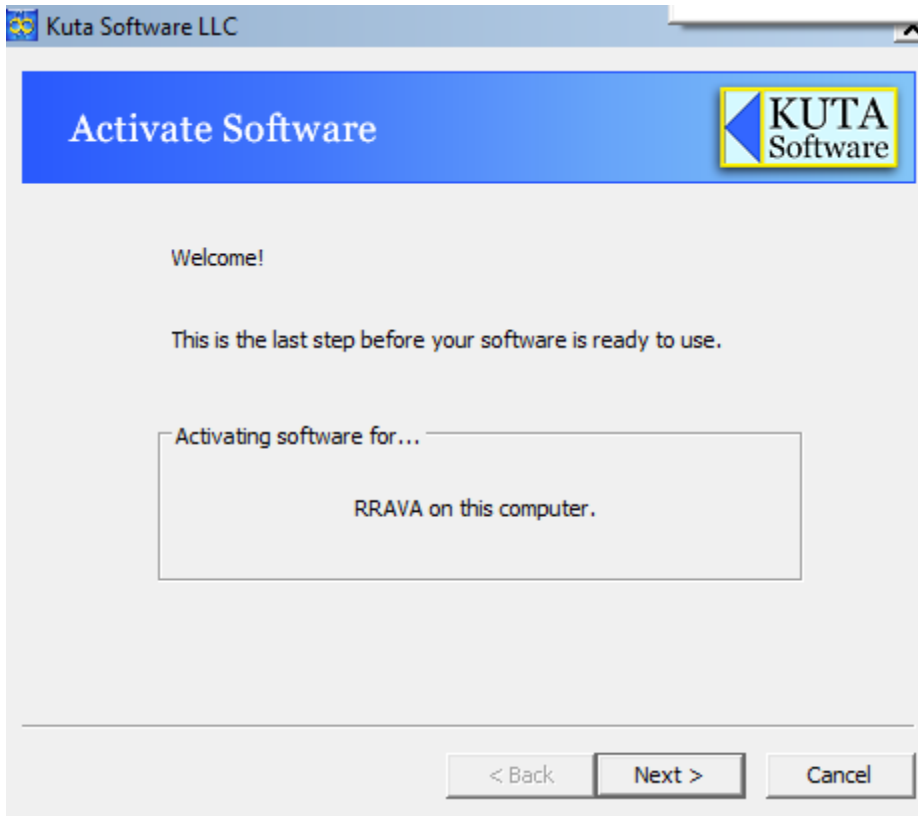 Kuta Software LLC
Activate Software
KUTA
Software
Welcome!
This is the last step before your software is ready to use.
Activating software for...
RRAVA on this computer.
< Back Next > Cancel